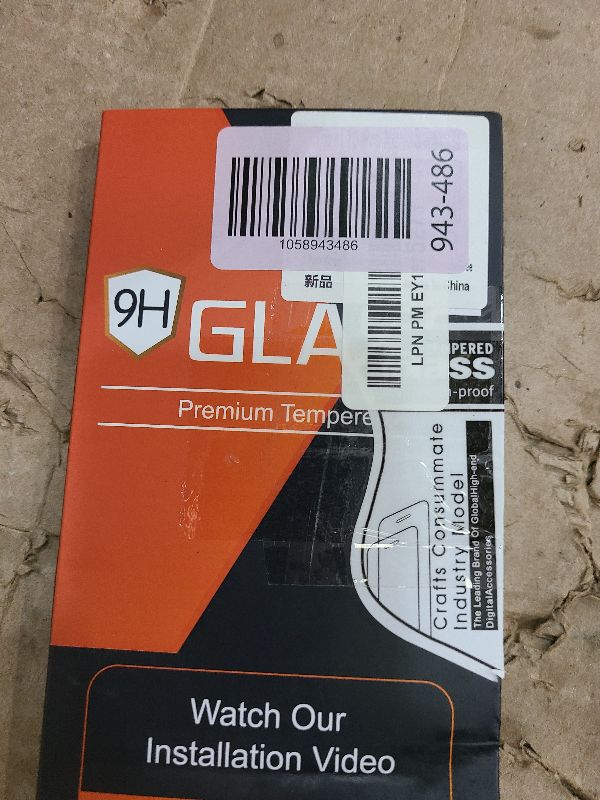 1058943486
943-486
新品
China
LPN PM EY1
9H
GLA
Premium Tempere
PERED
SS
-proof
Crafts Consummate
Industry Model
The Leading Brand Of GlobalHigh-end
DigitalAccessories
Watch Our
Installation Video